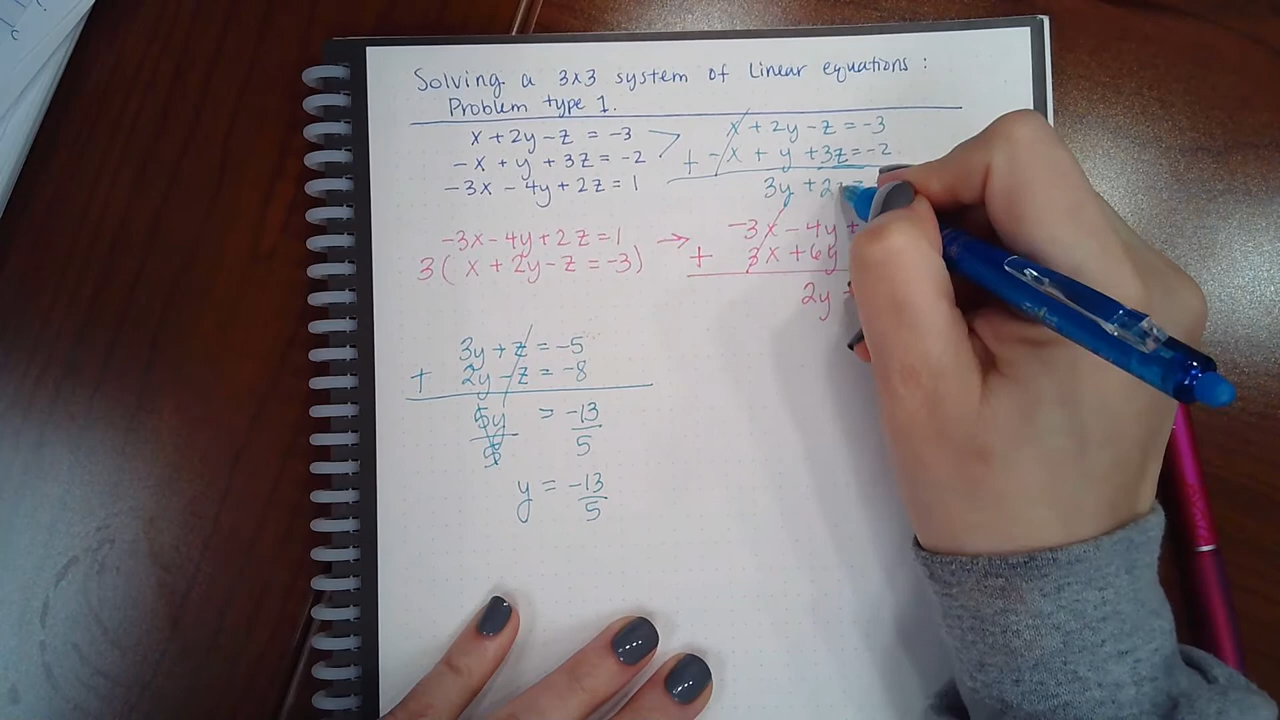 Solving a 3x3 system of linear equations:
Problem type 1.
x + 2y - z = -3
-x + y + 3z = -2
-3x - 4y + 2z = 1
x + 2y - z = -3
+ -x + y + 3z = -2
3y + 2
-3x - 4y + 2z = 1 →
3( x + 2y - z = -3)
-3x - 4y +
+ 3x + 6y
2y
3y + z = -5
+ 2y - z = -8
5y = -13
5 5
y = -13
5